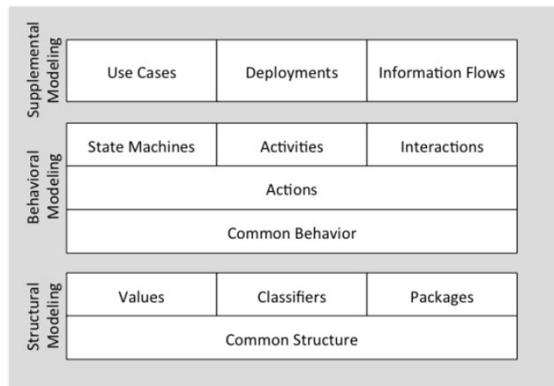 Supplemental
Modeling
Use Cases
Deployments
Information Flows
Behavioral
Modeling
State Machines
Activities
Interactions
Actions
Common Behavior
Structural
Modeling
Values
Classifiers
Packages
Common Structure